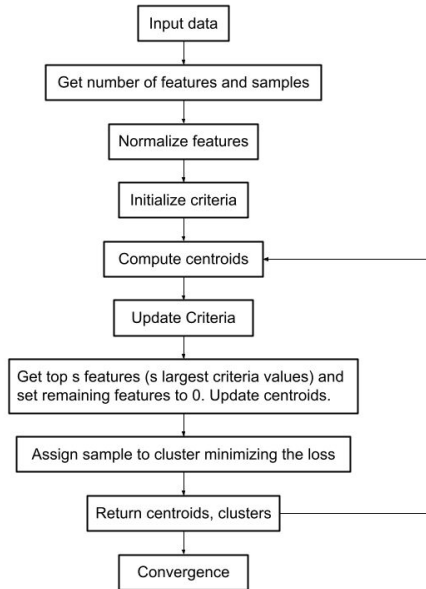 Input data
Get number of features and samples
Normalize features
Initialize criteria
Compute centroids
Update Criteria
Get top s features (s largest criteria values) and
set remaining features to 0. Update centroids.
Assign sample to cluster minimizing the loss
Return centroids, clusters
Convergence